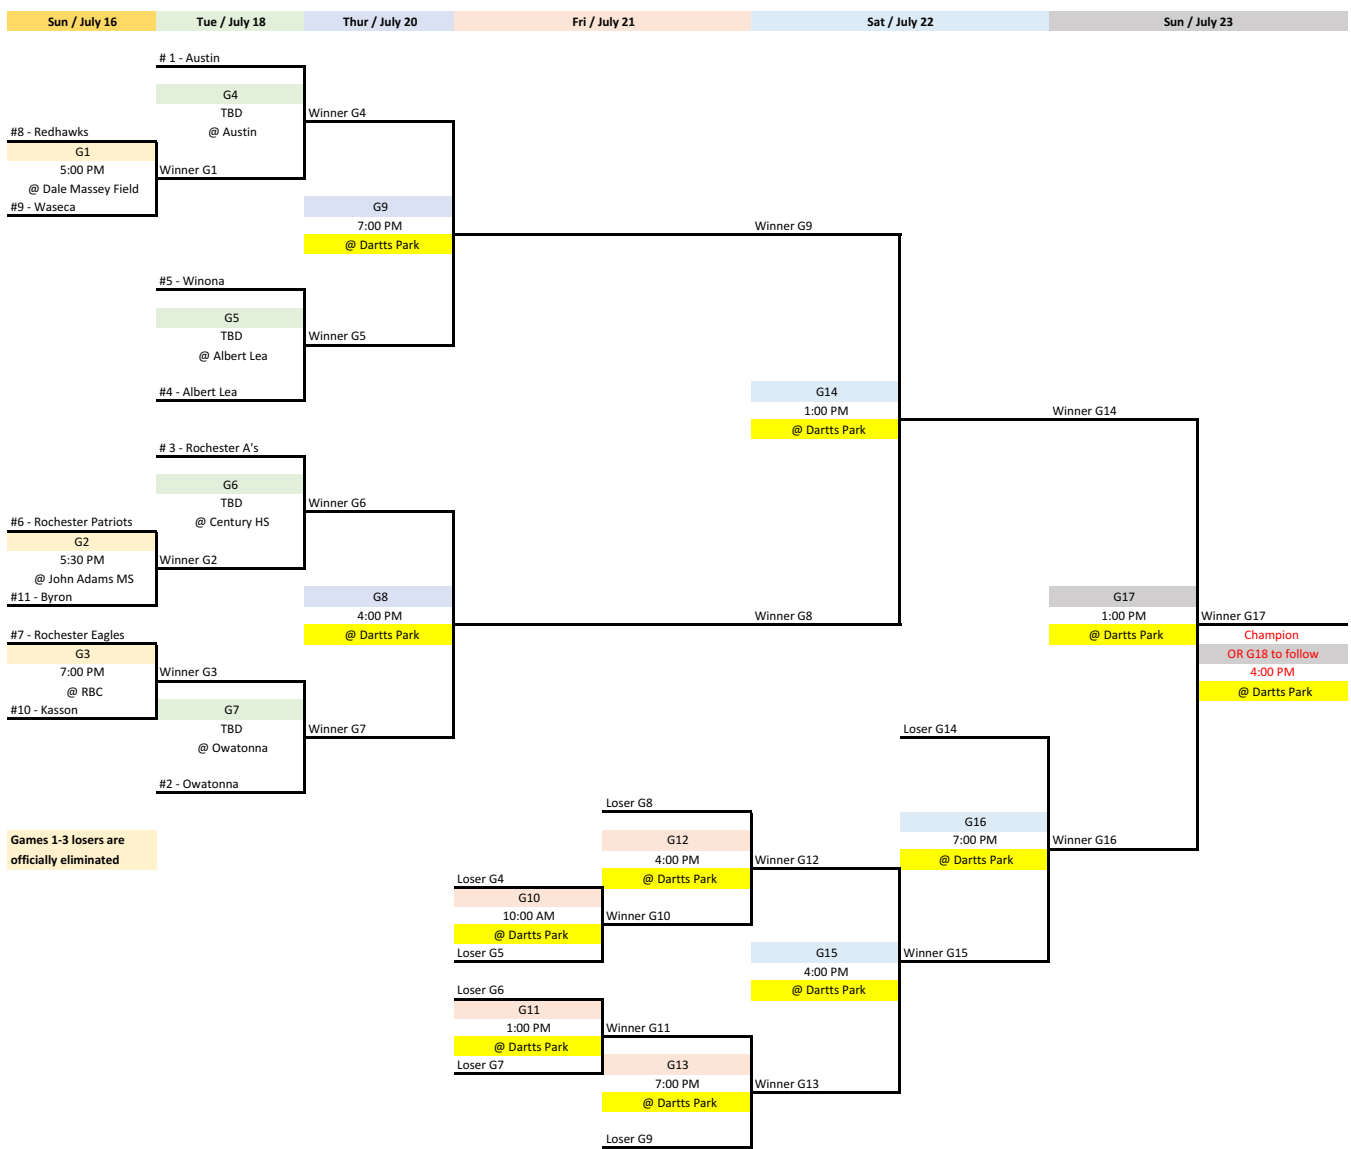 Sun / July 16
Tue / July 18
Thur / July 20
Fri / July 21
Sat / July 22
Sun / July 23
# 1 - Austin
G4
TBD
@ Austin
Winner G4
#8 - Redhawks
G1
5:00 PM
@ Dale Massey Field
#9 - Waseca
Winner G1
G9
7:00 PM
@ Dartts Park
Winner G9
#5 - Winona
G5
TBD
@ Albert Lea
#4 - Albert Lea
Winner G5
G14
1:00 PM
@ Dartts Park
Winner G14
# 3 - Rochester A's
G6
TBD
@ Century HS
Winner G6
#6 - Rochester Patriots
G2
5:30 PM
@ John Adams MS
#11 - Byron
Winner G2
G8
4:00 PM
@ Dartts Park
Winner G8
G17
1:00 PM
@ Dartts Park
Winner G17
Champion
OR G18 to follow
4:00 PM
@ Dartts Park
#7 - Rochester Eagles
G3
7:00 PM
@ RBC
#10 - Kasson
Winner G3
G7
TBD
@ Owatonna
#2 - Owatonna
Winner G7
Loser G14
Loser G8
G12
4:00 PM
@ Dartts Park
Winner G12
G16
7:00 PM
@ Dartts Park
Winner G16
Games 1-3 losers are
officially eliminated
Loser G4
G10
10:00 AM
@ Dartts Park
Loser G5
Winner G10
G15
4:00 PM
@ Dartts Park
Winner G15
Loser G6
G11
1:00 PM
@ Dartts Park
Loser G7
Winner G11
G13
7:00 PM
@ Dartts Park
Winner G13
Loser G9